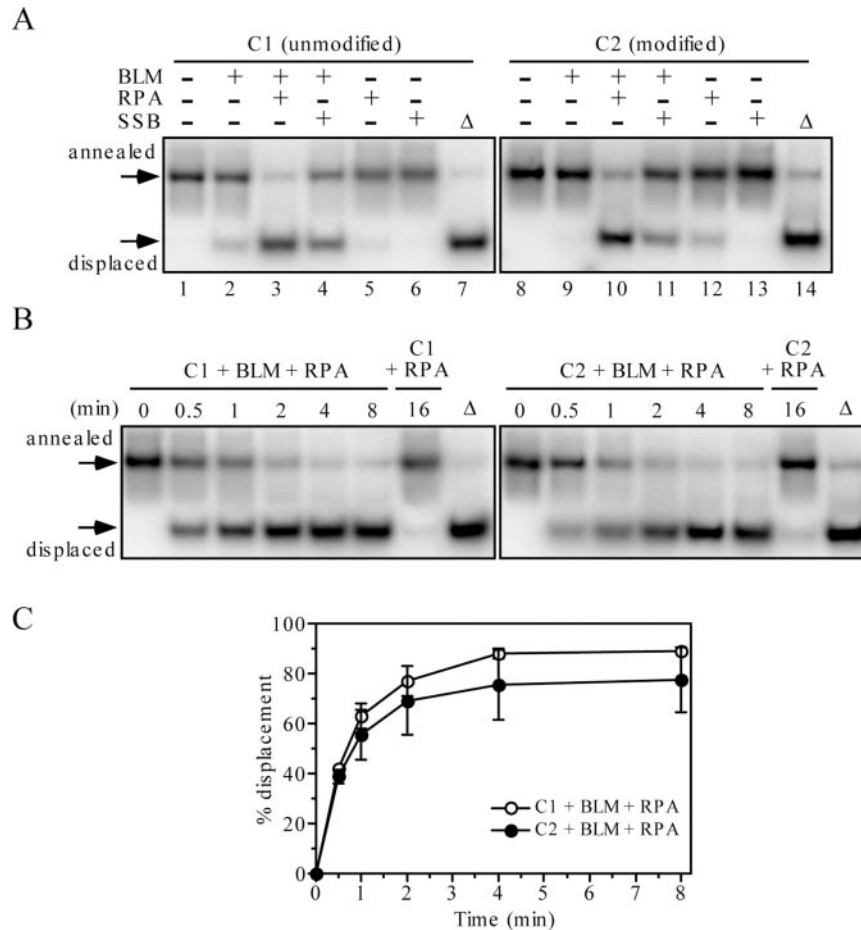 A
C1 (unmodified) C2 (modified)
BLM - + + + - - - + + + - -
RPA - - + - + - - - + - + -
SSB - - - + - + Δ - - - + - + Δ
annealed
displaced
1 2 3 4 5 6 7 8 9 10 11 12 13 14
B
C1 C2
C1 + BLM + RPA + RPA C2 + BLM + RPA + RPA
(min) 0 0.5 1 2 4 8 16 Δ 0 0.5 1 2 4 8 16 Δ
annealed
displaced
C
100
80
60
40
20
0
% displacement
C1 + BLM + RPA
C2 + BLM + RPA
0 1 2 3 4 5 6 7 8
Time (min)